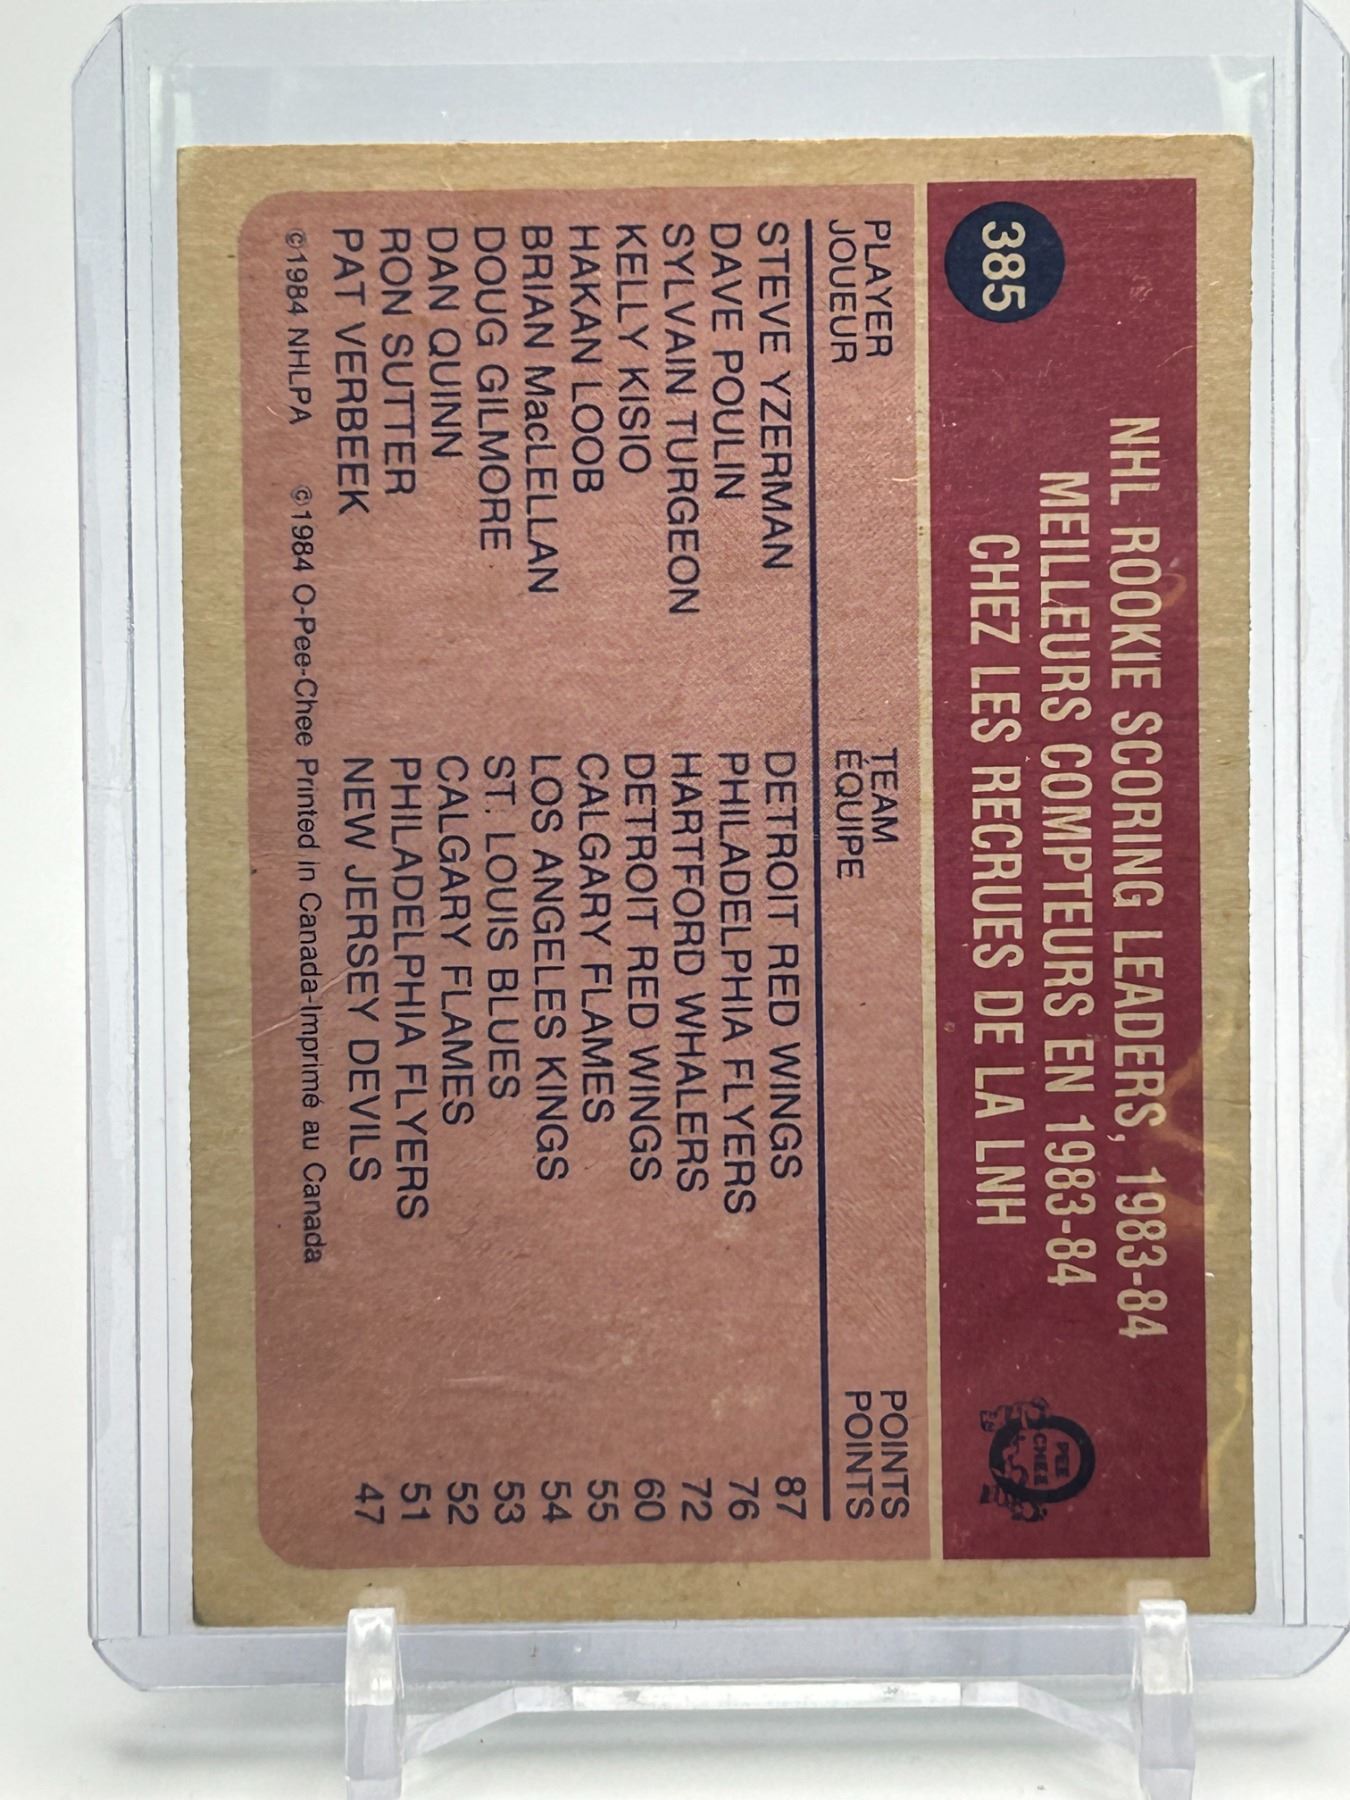 385
NHL ROOKIE SCORING LEADERS, 1983-84
MEILLEURS COMPTEURS EN 1983-84
CHEZ LES RECRUES DE LA LNH
O
PEE
CHEE
PLAYER TEAM POINTS
JOUEUR ÉQUIPE POINTS
STEVE YZERMAN DETROIT RED WINGS 87
DAVE POULIN PHILADELPHIA FLYERS 76
SYLVAIN TURGEON HARTFORD WHALERS 72
KELLY KISIO DETROIT RED WINGS 60
HAKAN LOOB CALGARY FLAMES 55
BRIAN MacLELLAN LOS ANGELES KINGS 54
DOUG GILMORE ST. LOUIS BLUES 53
DAN QUINN CALGARY FLAMES 52
RON SUTTER PHILADELPHIA FLYERS 51
PAT VERBEEK NEW JERSEY DEVILS 47
©1984 NHLPA ©1984 O-Pee-Chee Printed in Canada-Imprimé au Canada